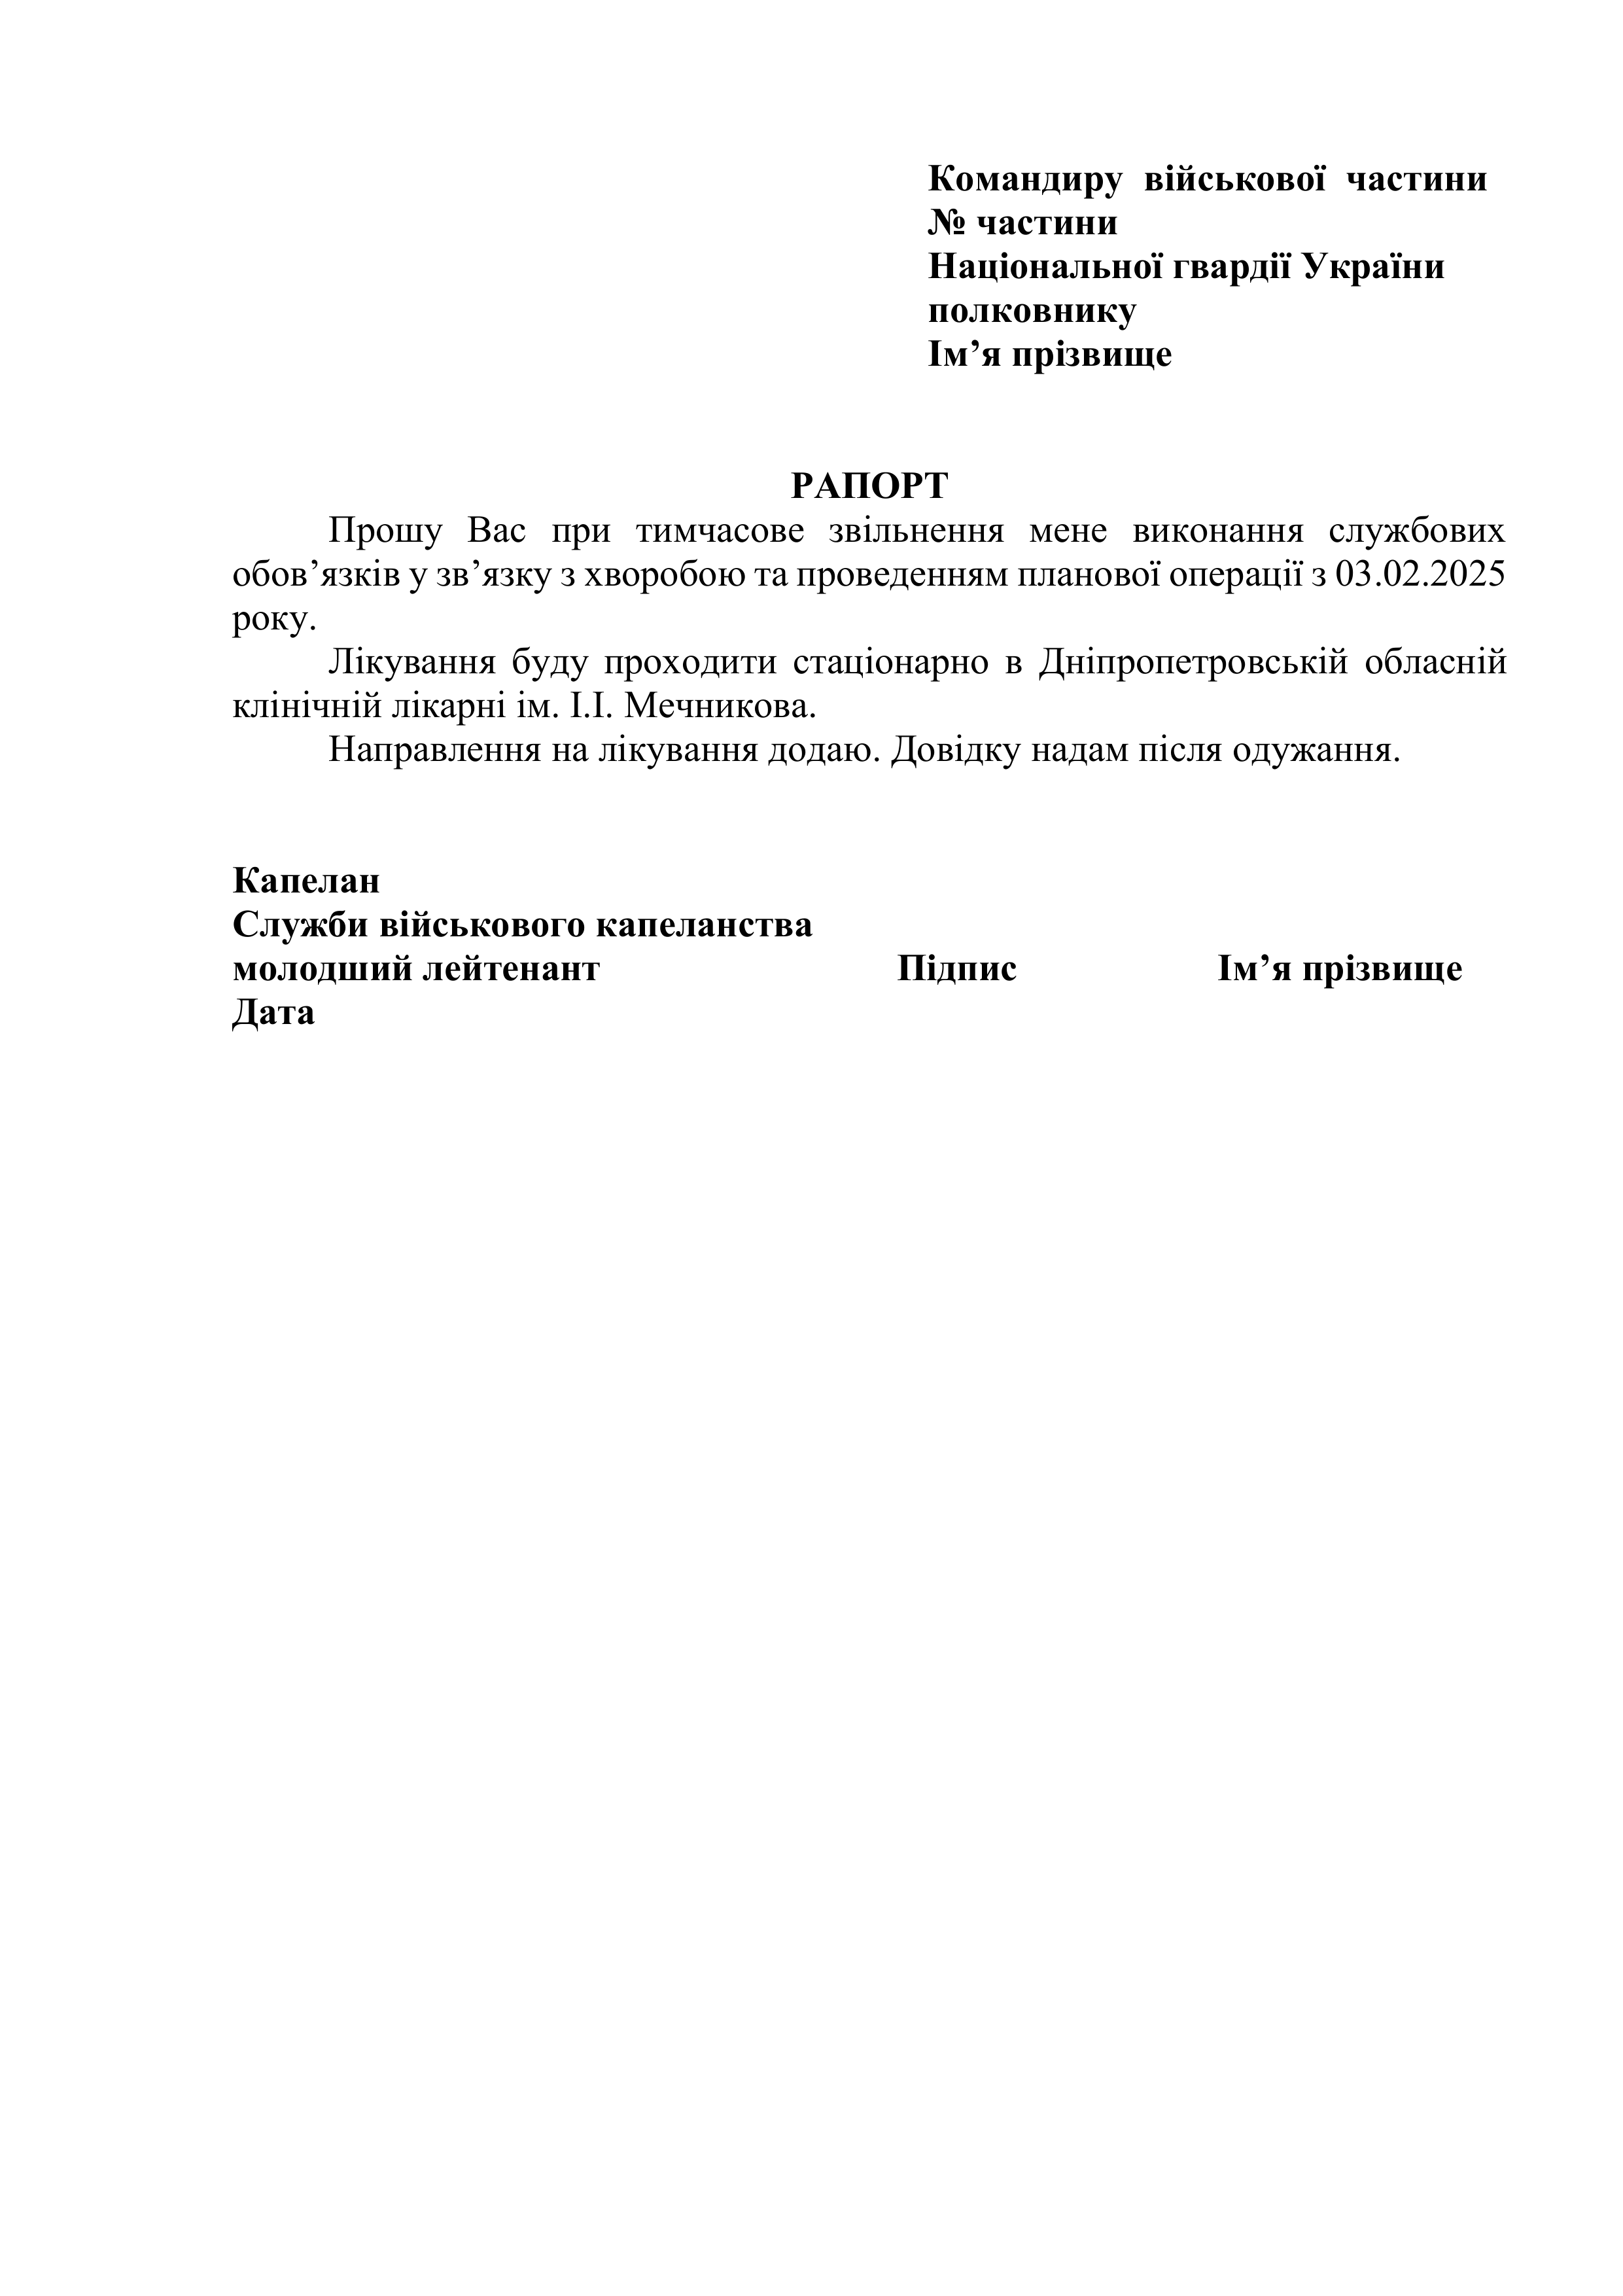 Командиру військової частини
№ частини
Національної гвардії України
полковнику
Ім’я прізвище
РАПОРТ
Прошу Вас при тимчасове звільнення мене виконання службових
обов’язків у зв’язку з хворобою та проведенням планової операції з 03.02.2025
року.
Лікування буду проходити стаціонарно в Дніпропетровській обласній
клінічній лікарні ім. І.І. Мечникова.
Направлення на лікування додаю. Довідку надам після одужання.
Капелан
Служби військового капеланства
молодший лейтенант Підпис Ім’я прізвище
Дата